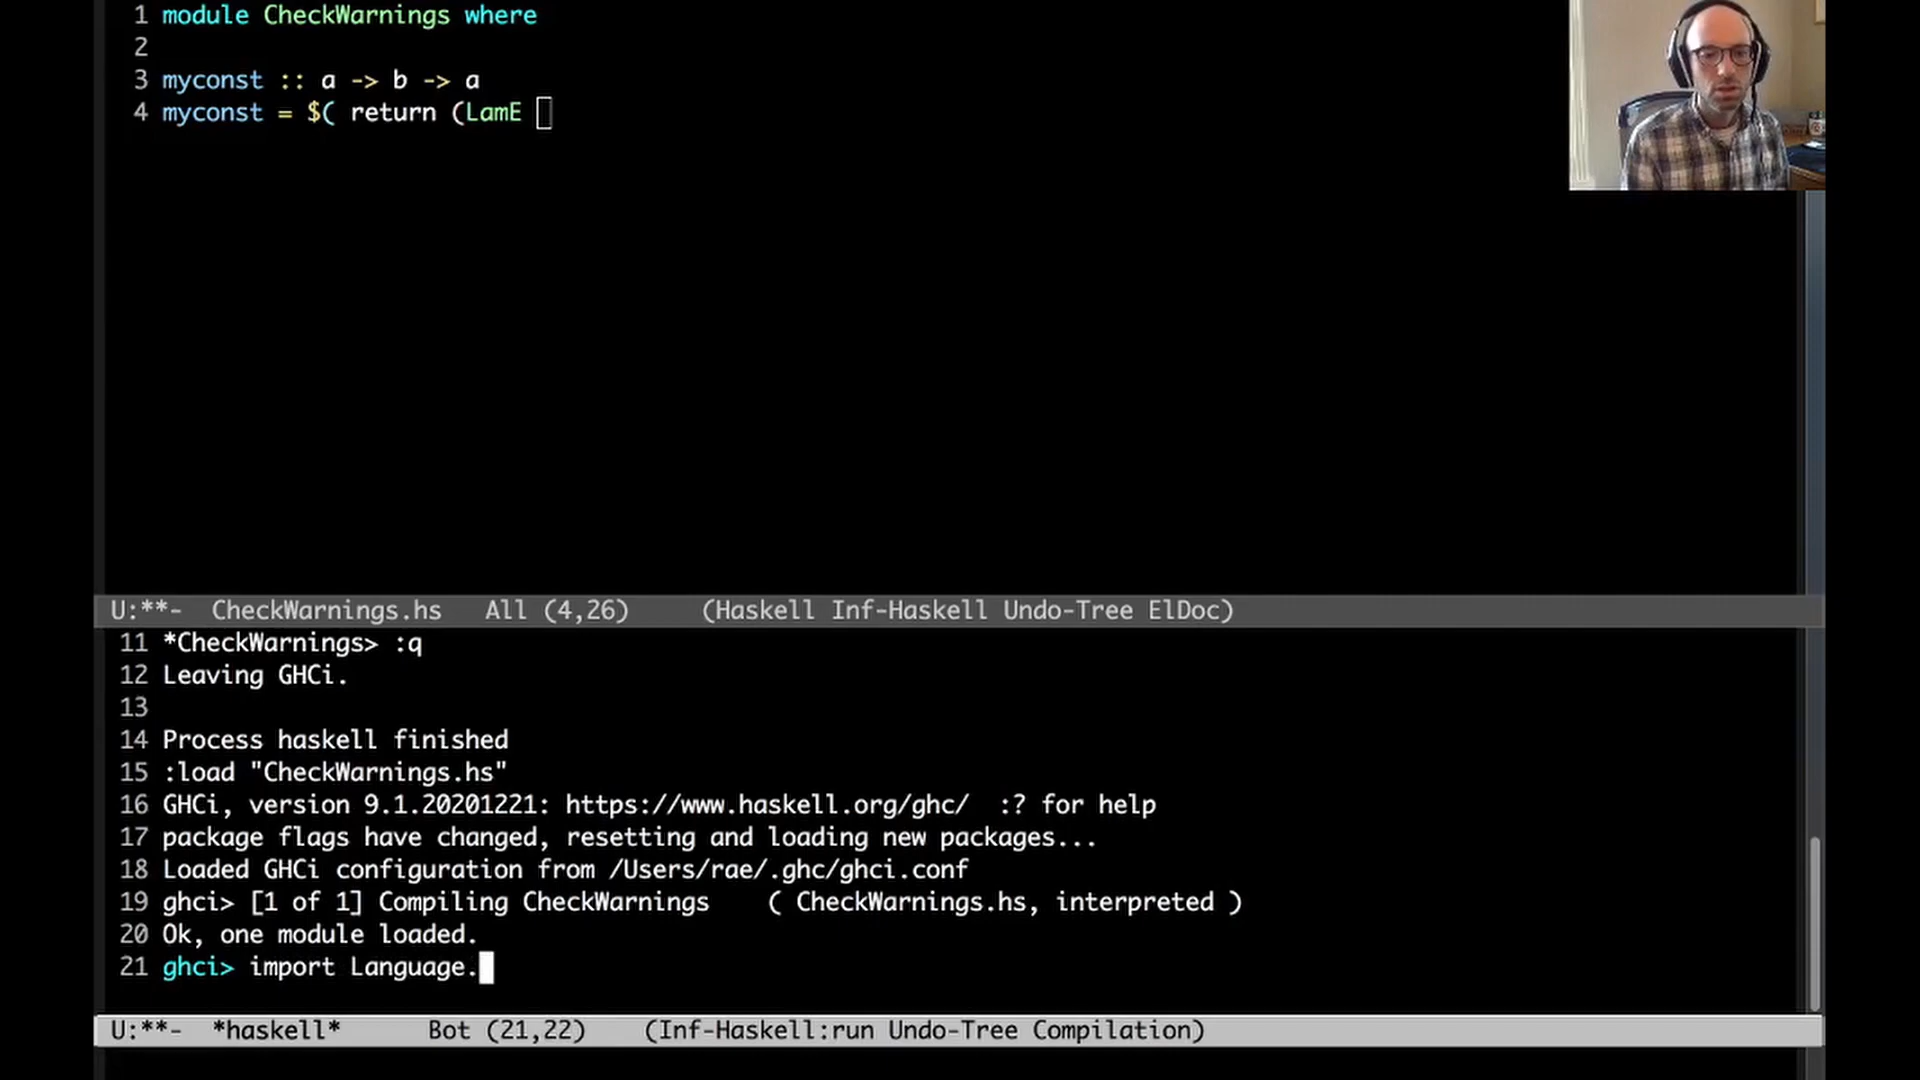 1 module CheckWarnings where
2
3 myconst :: a -> b -> a
4 myconst = $( return (LamE
U:**-  CheckWarnings.hs   All (4,26)     (Haskell Inf-Haskell Undo-Tree ElDoc)
11 *CheckWarnings> :q
12 Leaving GHCi.
13
14 Process haskell finished
15 :load "CheckWarnings.hs"
16 GHCi, version 9.1.20201221: https://www.haskell.org/ghc/  :? for help
17 package flags have changed, resetting and loading new packages...
18 Loaded GHCi configuration from /Users/rae/.ghc/ghci.conf
19 ghci> [1 of 1] Compiling CheckWarnings    ( CheckWarnings.hs, interpreted )
20 Ok, one module loaded.
21 ghci> import Language.
U:**-  *haskell*      Bot (21,22)    (Inf-Haskell:run Undo-Tree Compilation)